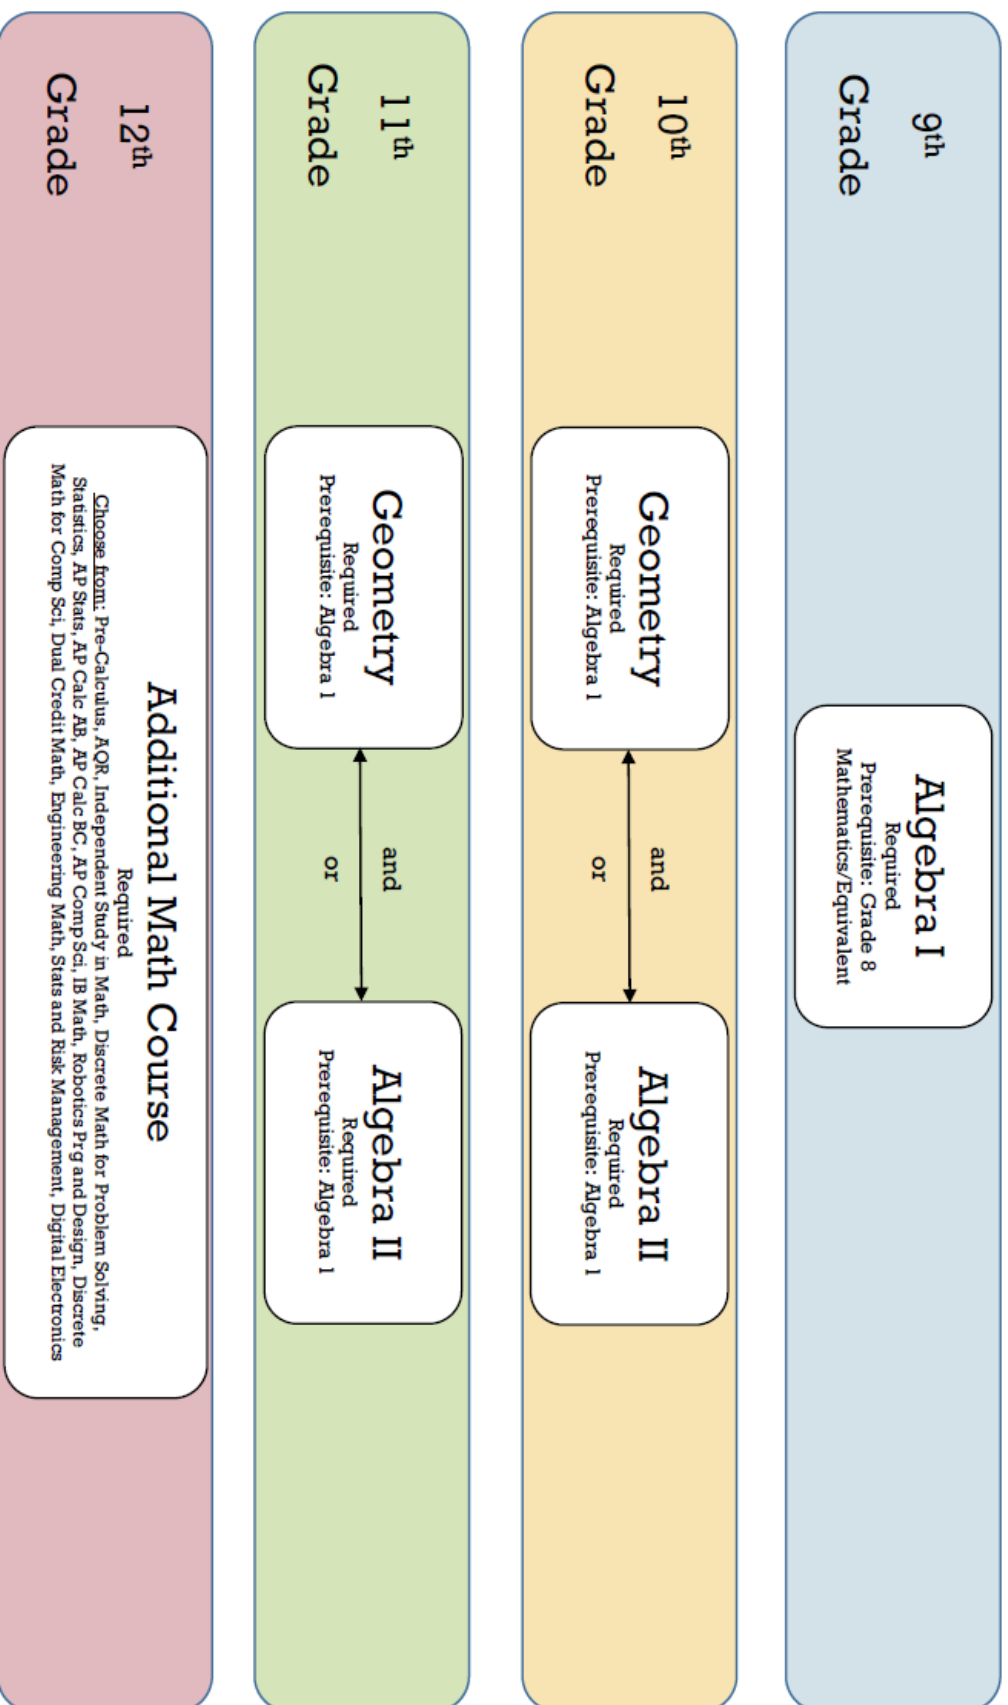 9th
Grade
Algebra I
Required
Prerequisite: Grade 8
Mathematics/Equivalent
10th
Grade
Geometry
Required
Prerequisite: Algebra 1
and
or
Algebra II
Required
Prerequisite: Algebra 1
11th
Grade
Geometry
Required
Prerequisite: Algebra 1
and
or
Algebra II
Required
Prerequisite: Algebra 1
12th
Grade
Additional Math Course
Required
Choose from: Pre-Calculus, AQR, Independent Study in Math, Discrete Math for Problem Solving,
Statistics, AP Stats, AP Calc AB, AP Calc BC, AP Comp Sci, IB Math, Robotics Prg and Design, Discrete
Math for Comp Sci, Dual Credit Math, Engineering Math, Stats and Risk Management, Digital Electronics